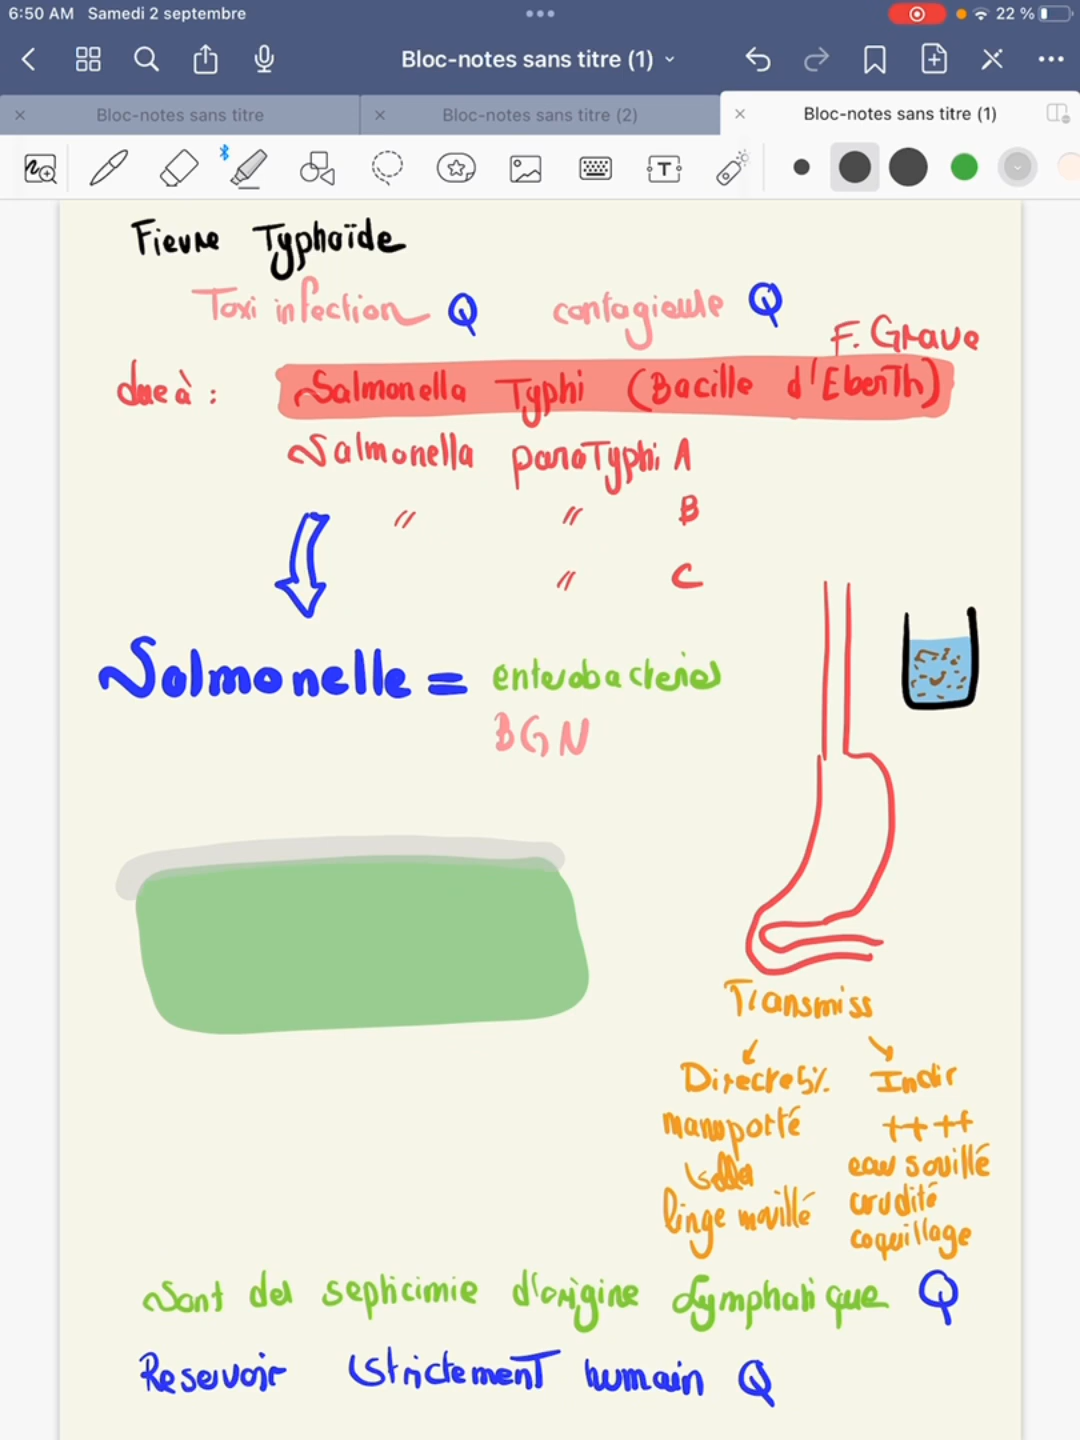 6:50 AM Samedi 2 septembre
22 %
Bloc-notes sans titre (1)
Bloc-notes sans titre
Bloc-notes sans titre (2)
Bloc-notes sans titre (1)
Fievre Typhoïde
Toxi infection Q contagieuse Q
F. Grave
due à : Salmonella Typhi (Bacille d'EberTh)
Salmonella paraTyphi A
" " B
" C
Salmonelle = enterobacteries
BGN
Transmiss
Directe 5% Indir
manuporté ++++
selles eau souillé
linge mouillé crudité
coquillage
Sont des septicimie d'origine Lymphatique Q
Reservoir strictement humain Q